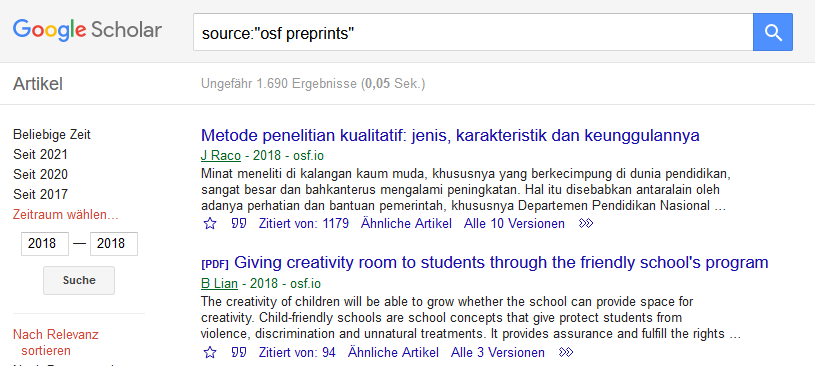 Google Scholar
source:"osf preprints"
Artikel
Ungefähr 1.690 Ergebnisse (0,05 Sek.)
Beliebige Zeit
Seit 2021
Seit 2020
Seit 2017
Zeitraum wählen...
2018 — 2018
Suche
Nach Relevanz
sortieren
Metode penelitian kualitatif: jenis, karakteristik dan keunggulannya
J Raco - 2018 - osf.io
Minat meneliti di kalangan kaum muda, khususnya yang berkecimpung di dunia pendidikan,
sangat besar dan bahkanterus mengalami peningkatan. Hal itu disebabkan antaralain oleh
adanya perhatian dan bantuan pemerintah, khususnya Departemen Pendidikan Nasional ...
Zitiert von: 1179 Ähnliche Artikel Alle 10 Versionen
[PDF] Giving creativity room to students through the friendly school's program
B Lian - 2018 - osf.io
The creativity of children will be able to grow whether the school can provide space for
creativity. Child-friendly schools are school concepts that give protect students from
violence, discrimination and unnatural treatments. It provides assurance and fulfill the rights ...
Zitiert von: 94 Ähnliche Artikel Alle 3 Versionen